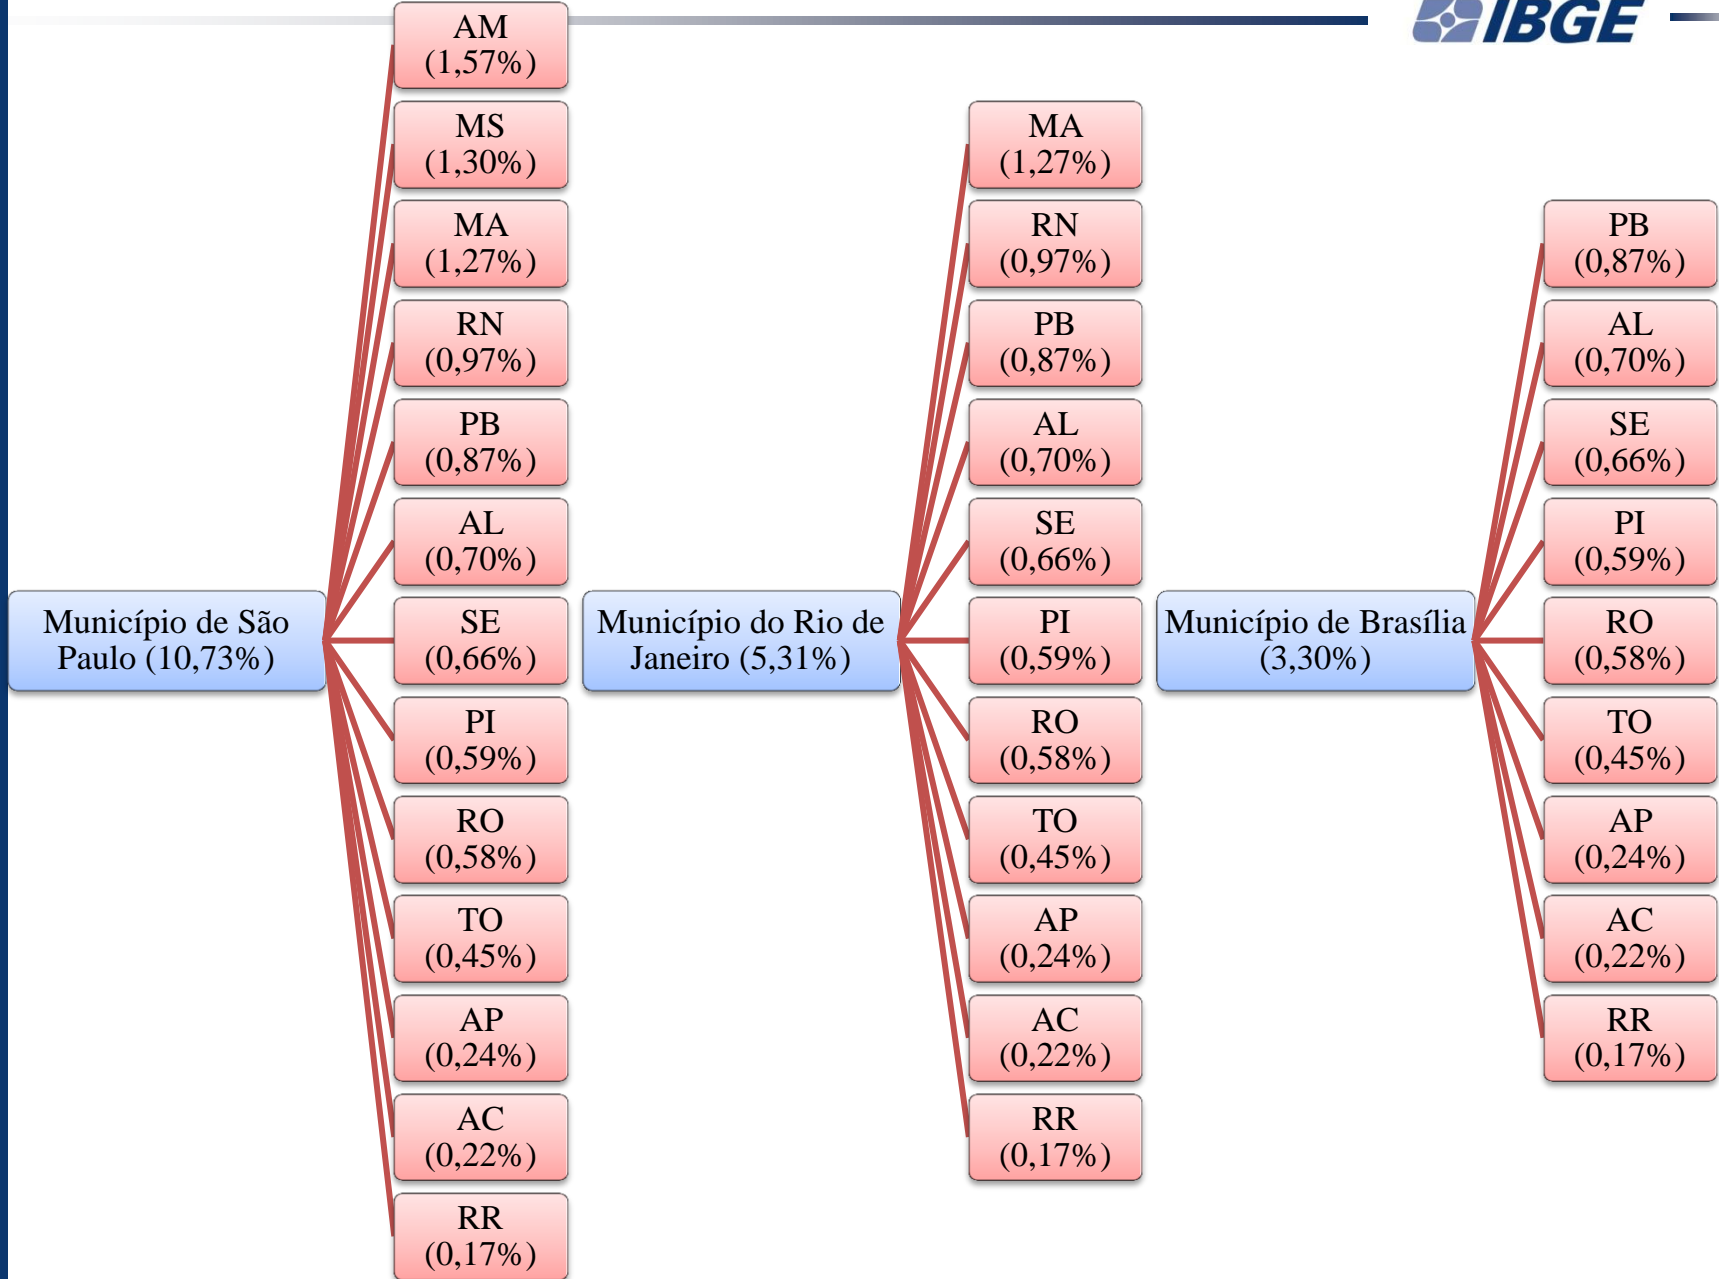 IBGE
AM
(1,57%)
MS
(1,30%)
MA
(1,27%)
RN
(0,97%)
PB
(0,87%)
AL
(0,70%)
Município de São
Paulo (10,73%)
SE
(0,66%)
PI
(0,59%)
RO
(0,58%)
TO
(0,45%)
AP
(0,24%)
AC
(0,22%)
RR
(0,17%)
MA
(1,27%)
RN
(0,97%)
PB
(0,87%)
AL
(0,70%)
SE
(0,66%)
Município do Rio de
Janeiro (5,31%)
PI
(0,59%)
RO
(0,58%)
TO
(0,45%)
AP
(0,24%)
AC
(0,22%)
RR
(0,17%)
PB
(0,87%)
AL
(0,70%)
SE
(0,66%)
PI
(0,59%)
Município de Brasília
(3,30%)
RO
(0,58%)
TO
(0,45%)
AP
(0,24%)
AC
(0,22%)
RR
(0,17%)